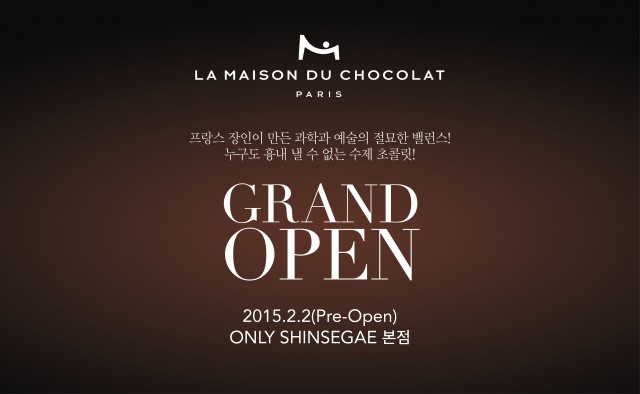 LA MAISON DU CHOCOLAT
PARIS
프랑스 장인이 만든 과학과 예술의 절묘한 밸런스!
누구도 흉내 낼 수 없는 수제 초콜릿!
GRAND
OPEN
2015.2.2(Pre-Open)
ONLY SHINSEGAE 본점